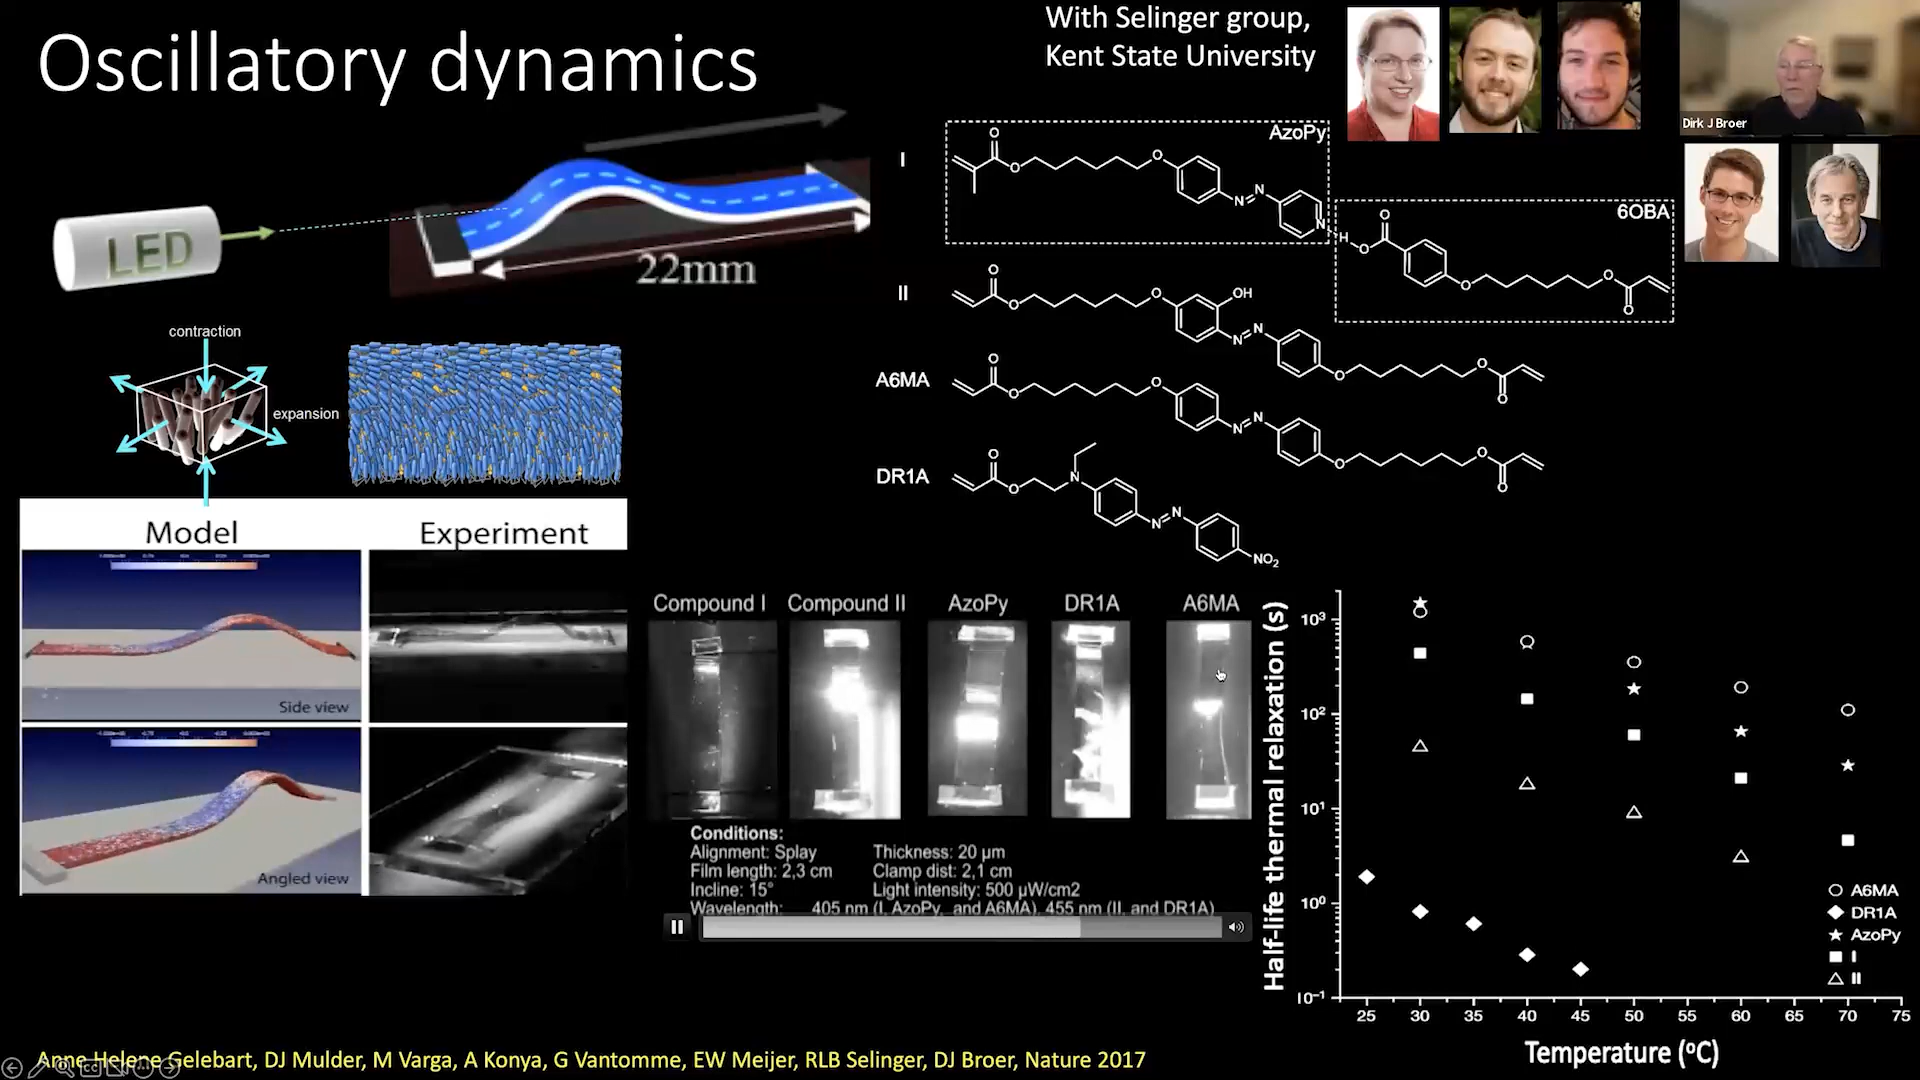 Oscillatory dynamics
With Selinger group,
Kent State University
Dirk J Broer
LED
22mm
I
AzoPy
O
O
O
N
N
N
H
O
O
6OBA
O
O
O
II
O
O
O
OH
N
N
O
O
O
A6MA
O
O
O
N
N
O
O
O
DR1A
O
O
N
N
N
NO2
contraction
expansion
Model
Experiment
Side view
Angled view
Compound I
Compound II
AzoPy
DR1A
A6MA
Conditions:
Alignment: Splay
Thickness: 20 µm
Film length: 2,3 cm
Clamp dist: 2,1 cm
Incline: 15°
Light intensity: 500 µW/cm2
Wavelength: 405 nm (I, AzoPy, and A6MA), 455 nm (II, and DR1A)
Half-life thermal relaxation (s)
10³
10²
10¹
10⁰
10⁻¹
25 30 35 40 45 50 55 60 65 70 75
Temperature (ºC)
A6MA
DR1A
AzoPy
I
II
Anne Helene Gelebart, DJ Mulder, M Varga, A Konya, G Vantomme, EW Meijer, RLB Selinger, DJ Broer, Nature 2017